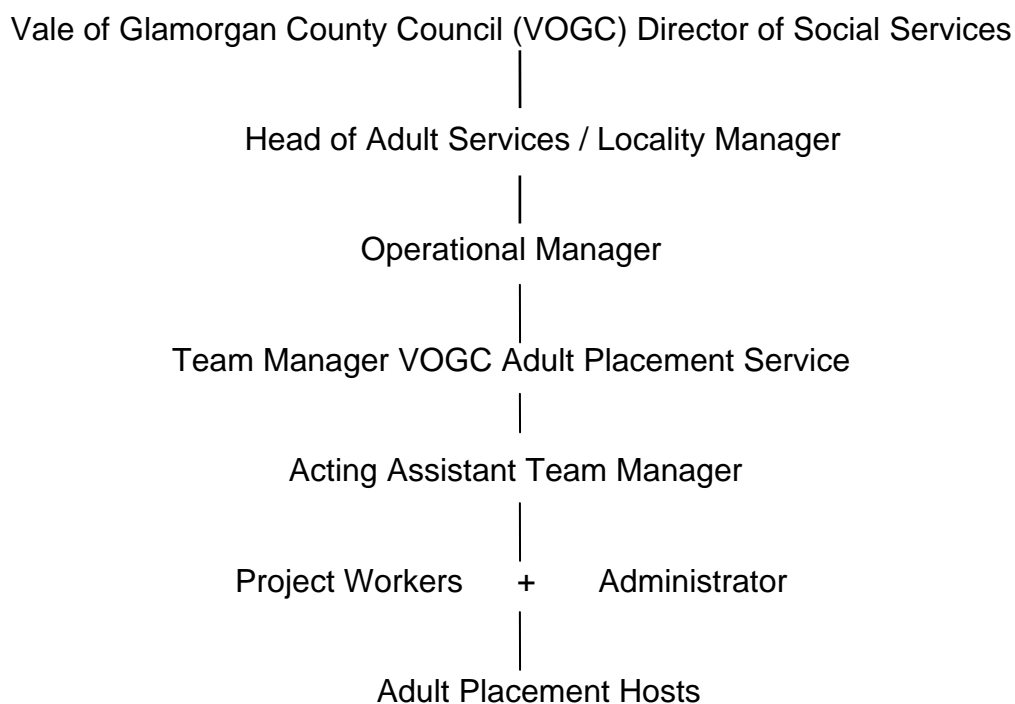 Vale of Glamorgan County Council (VOGC) Director of Social Services
Head of Adult Services / Locality Manager
Operational Manager
Team Manager VOGC Adult Placement Service
Acting Assistant Team Manager
Project Workers + Administrator
Adult Placement Hosts